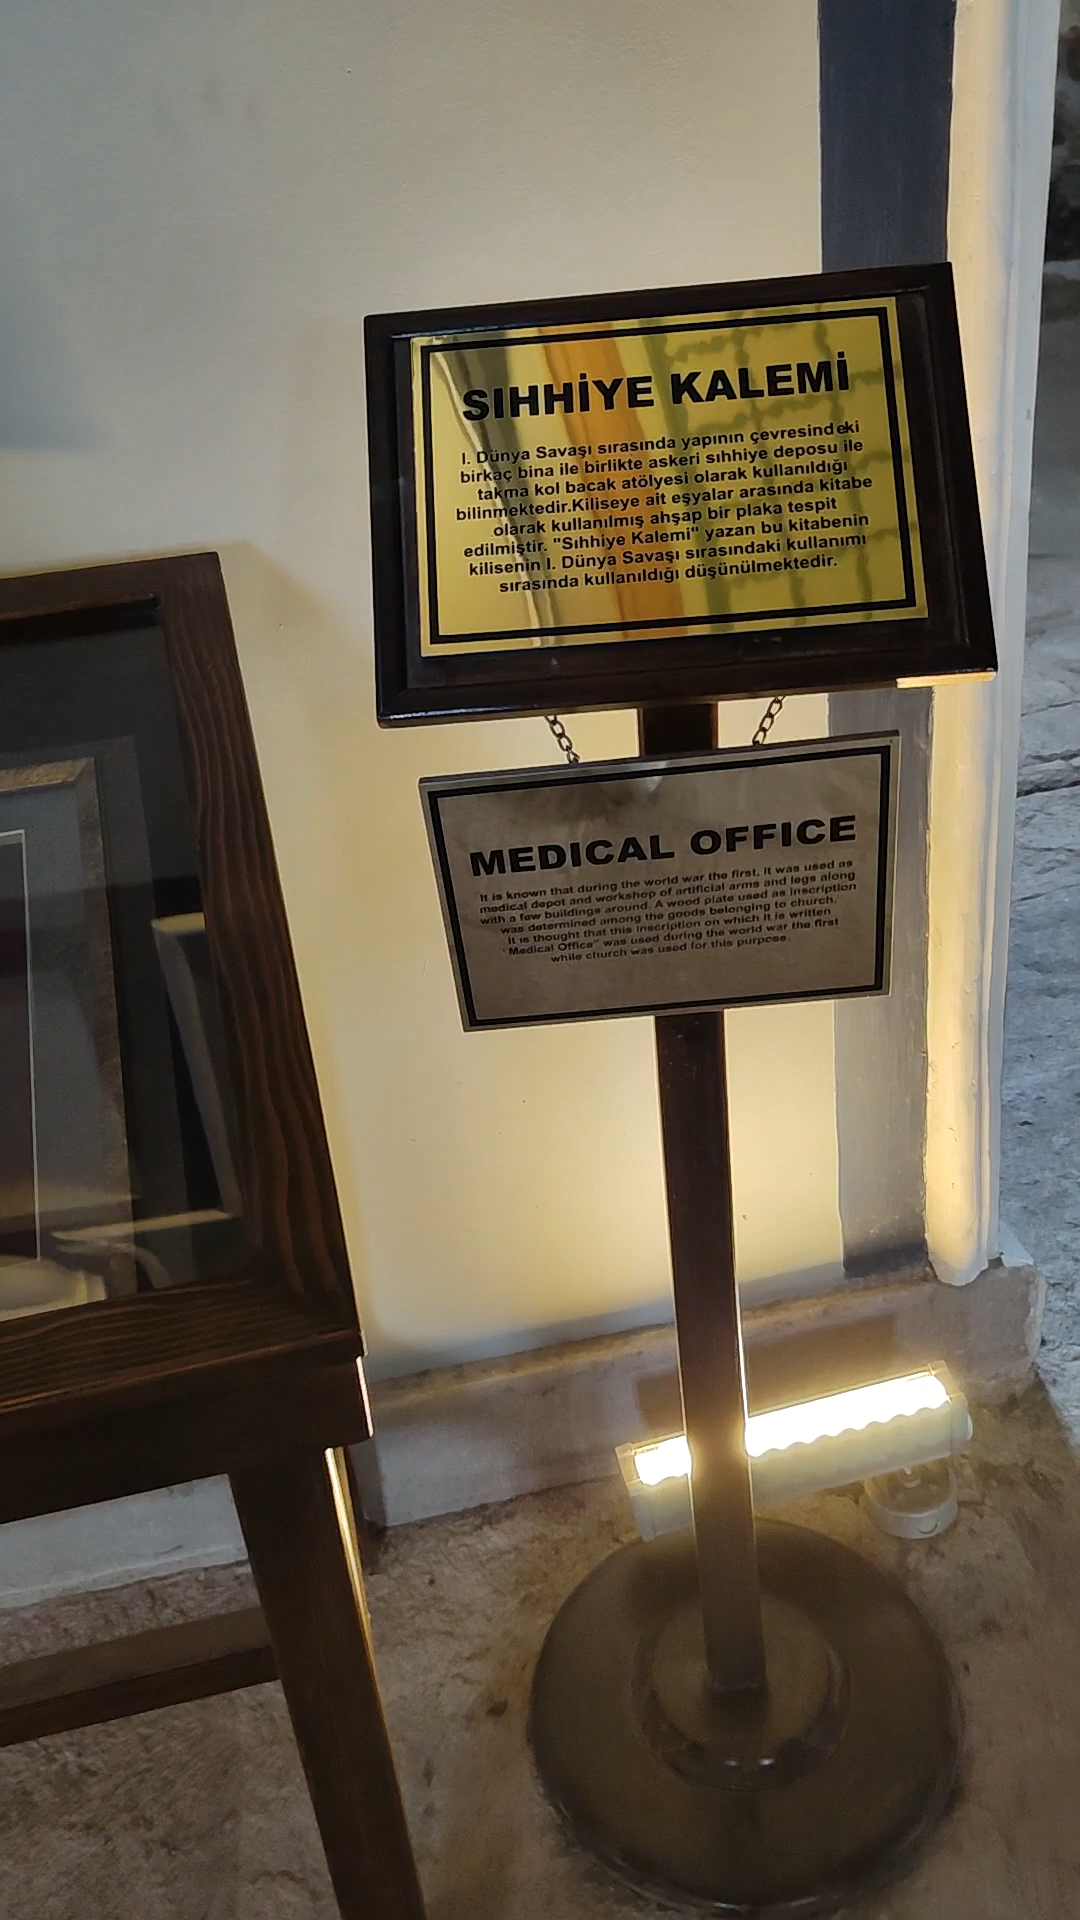 SIHHİYE KALEMİ
I. Dünya Savaşı sırasında yapının çevresindeki
birkaç bina ile birlikte askeri sıhhiye deposu ile
takma kol bacak atölyesi olarak kullanıldığı
bilinmektedir.Kiliseye ait eşyalar arasında kitabe
olarak kullanılmış ahşap bir plaka tespit
edilmiştir. "Sıhhiye Kalemi" yazan bu kitabenin
kilisenin I. Dünya Savaşı sırasındaki kullanımı
sırasında kullanıldığı düşünülmektedir.
MEDICAL OFFICE
It is known that during the world war the first, it was used as
medical depot and workshop of artificial arms and legs along
with a few buildings around. A wood plate used as inscription
was determined among the goods belonging to church.
It is thought that this inscription on which it is written
"Medical Office" was used during the world war the first
while church was used for this purpose.